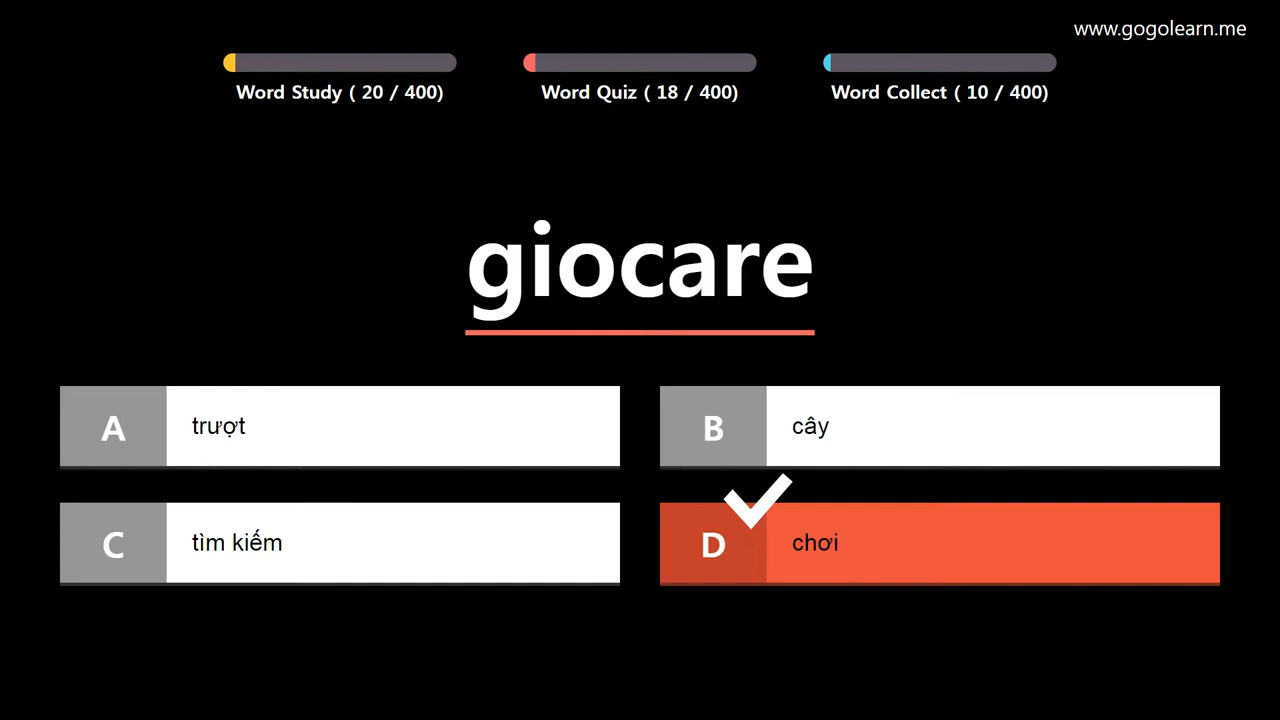 www.gogolearn.me
Word Study ( 20 / 400)
Word Quiz ( 18 / 400)
Word Collect ( 10 / 400)
giocare
A trượt
B cây
C tìm kiếm
D chơi